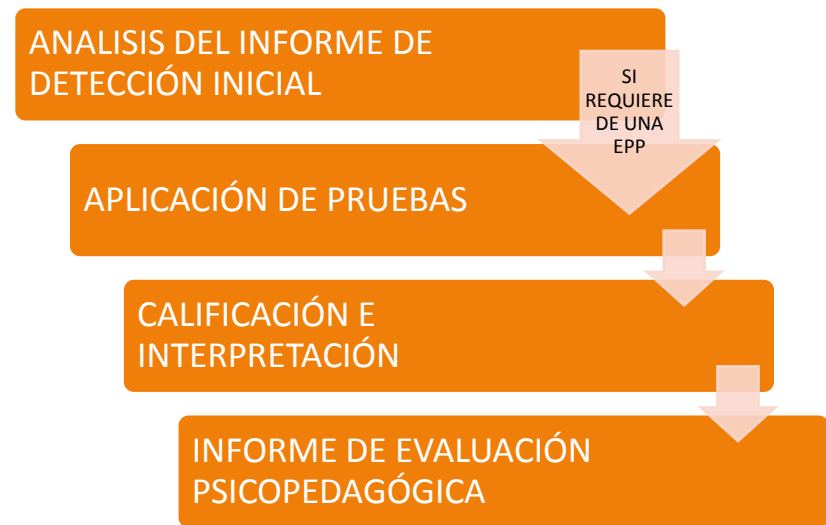 ANALISIS DEL INFORME DE
DETECCIÓN INICIAL
SI
REQUIERE
DE UNA
EPP
APLICACIÓN DE PRUEBAS
CALIFICACIÓN E
INTERPRETACIÓN
INFORME DE EVALUACIÓN
PSICOPEDAGÓGICA